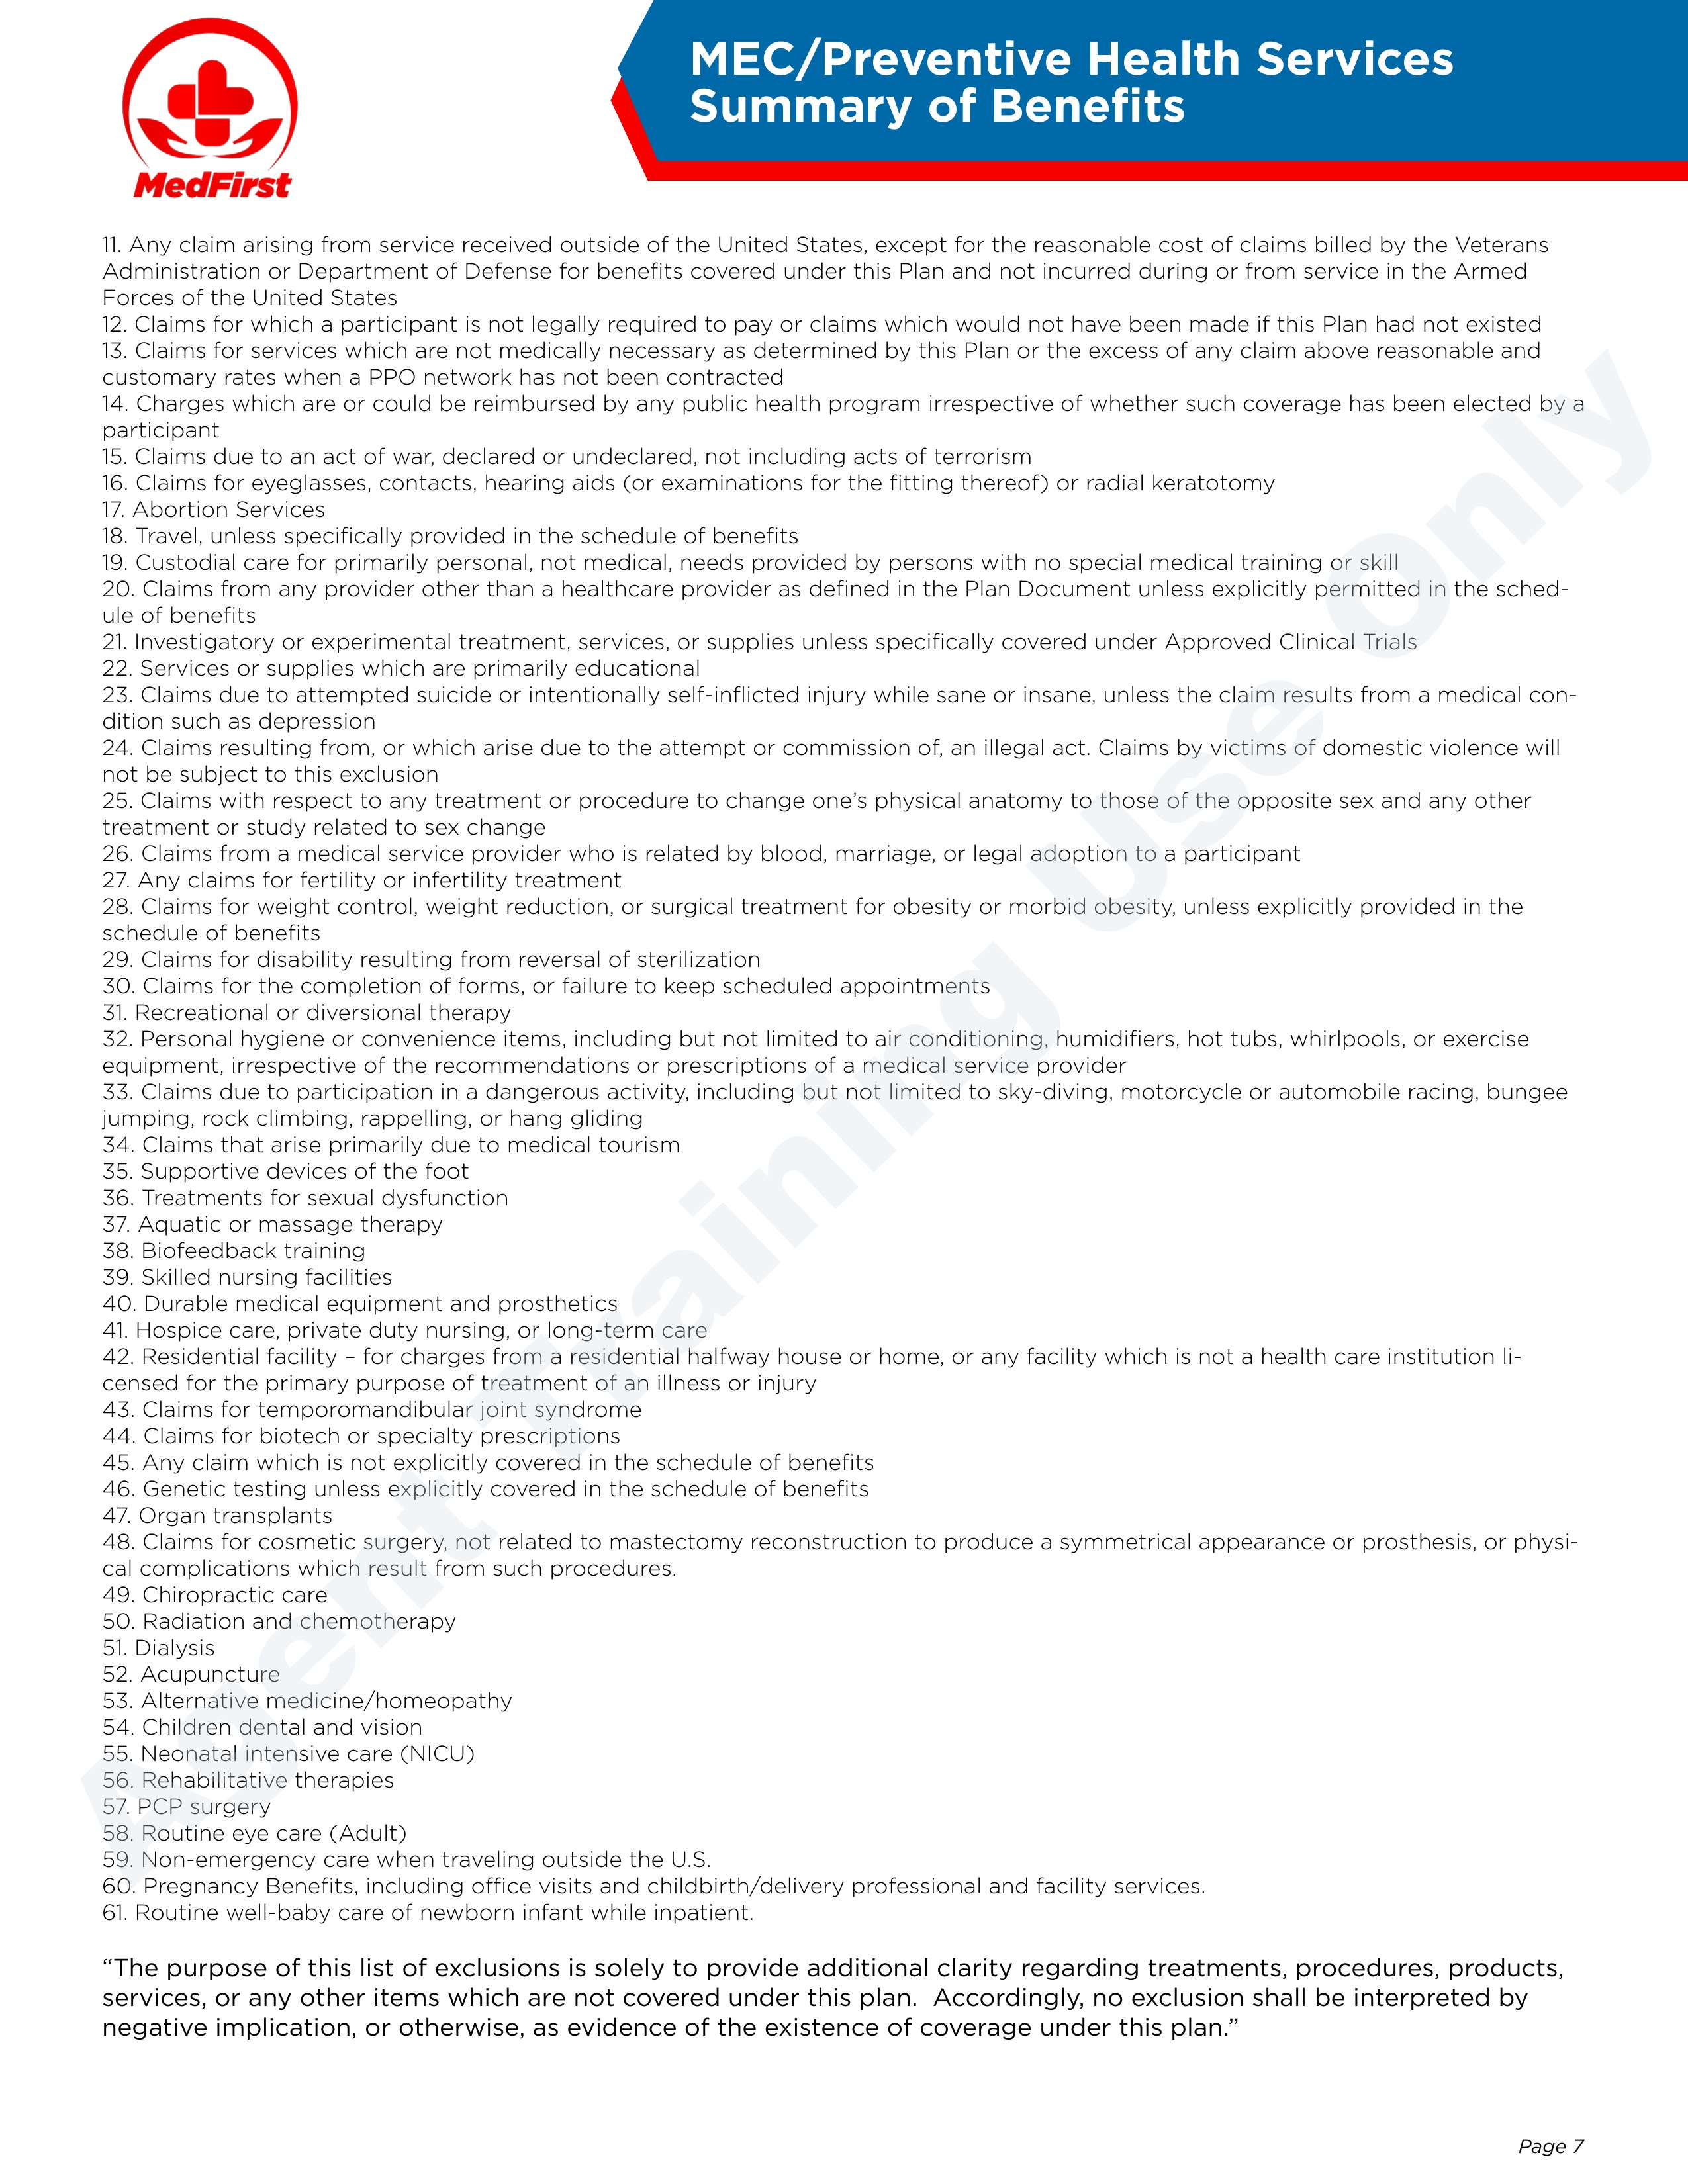 MedFirst
MEC/Preventive Health Services
Summary of Benefits
11. Any claim arising from service received outside of the United States, except for the reasonable cost of claims billed by the Veterans
Administration or Department of Defense for benefits covered under this Plan and not incurred during or from service in the Armed
Forces of the United States
12. Claims for which a participant is not legally required to pay or claims which would not have been made if this Plan had not existed
13. Claims for services which are not medically necessary as determined by this Plan or the excess of any claim above reasonable and
customary rates when a PPO network has not been contracted
14. Charges which are or could be reimbursed by any public health program irrespective of whether such coverage has been elected by a
participant
15. Claims due to an act of war, declared or undeclared, not including acts of terrorism
16. Claims for eyeglasses, contacts, hearing aids (or examinations for the fitting thereof) or radial keratotomy
17. Abortion Services
18. Travel, unless specifically provided in the schedule of benefits
19. Custodial care for primarily personal, not medical, needs provided by persons with no special medical training or skill
20. Claims from any provider other than a healthcare provider as defined in the Plan Document unless explicitly permitted in the sched-
ule of benefits
21. Investigatory or experimental treatment, services, or supplies unless specifically covered under Approved Clinical Trials
22. Services or supplies which are primarily educational
23. Claims due to attempted suicide or intentionally self-inflicted injury while sane or insane, unless the claim results from a medical con-
dition such as depression
24. Claims resulting from, or which arise due to the attempt or commission of, an illegal act. Claims by victims of domestic violence will
not be subject to this exclusion
25. Claims with respect to any treatment or procedure to change one’s physical anatomy to those of the opposite sex and any other
treatment or study related to sex change
26. Claims from a medical service provider who is related by blood, marriage, or legal adoption to a participant
27. Any claims for fertility or infertility treatment
28. Claims for weight control, weight reduction, or surgical treatment for obesity or morbid obesity, unless explicitly provided in the
schedule of benefits
29. Claims for disability resulting from reversal of sterilization
30. Claims for the completion of forms, or failure to keep scheduled appointments
31. Recreational or diversional therapy
32. Personal hygiene or convenience items, including but not limited to air conditioning, humidifiers, hot tubs, whirlpools, or exercise
equipment, irrespective of the recommendations or prescriptions of a medical service provider
33. Claims due to participation in a dangerous activity, including but not limited to sky-diving, motorcycle or automobile racing, bungee
jumping, rock climbing, rappelling, or hang gliding
34. Claims that arise primarily due to medical tourism
35. Supportive devices of the foot
36. Treatments for sexual dysfunction
37. Aquatic or massage therapy
38. Biofeedback training
39. Skilled nursing facilities
40. Durable medical equipment and prosthetics
41. Hospice care, private duty nursing, or long-term care
42. Residential facility – for charges from a residential halfway house or home, or any facility which is not a health care institution li-
censed for the primary purpose of treatment of an illness or injury
43. Claims for temporomandibular joint syndrome
44. Claims for biotech or specialty prescriptions
45. Any claim which is not explicitly covered in the schedule of benefits
46. Genetic testing unless explicitly covered in the schedule of benefits
47. Organ transplants
48. Claims for cosmetic surgery, not related to mastectomy reconstruction to produce a symmetrical appearance or prosthesis, or physi-
cal complications which result from such procedures.
49. Chiropractic care
50. Radiation and chemotherapy
51. Dialysis
52. Acupuncture
53. Alternative medicine/homeopathy
54. Children dental and vision
55. Neonatal intensive care (NICU)
56. Rehabilitative therapies
57. PCP surgery
58. Routine eye care (Adult)
59. Non-emergency care when traveling outside the U.S.
60. Pregnancy Benefits, including office visits and childbirth/delivery professional and facility services.
61. Routine well-baby care of newborn infant while inpatient.
“The purpose of this list of exclusions is solely to provide additional clarity regarding treatments, procedures, products,
services, or any other items which are not covered under this plan.  Accordingly, no exclusion shall be interpreted by
negative implication, or otherwise, as evidence of the existence of coverage under this plan.”
Page 7
Agent Training Use Only